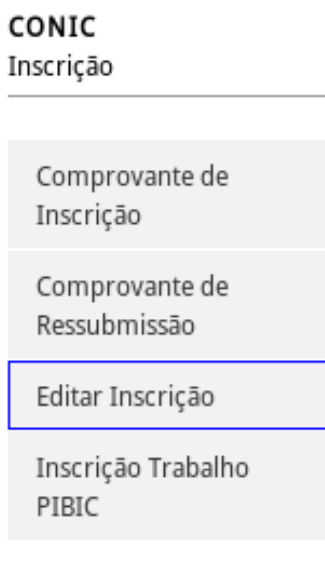 CONIC
Inscrição
Comprovante de
Inscrição
Comprovante de
Ressubmissão
Editar Inscrição
Inscrição Trabalho
PIBIC